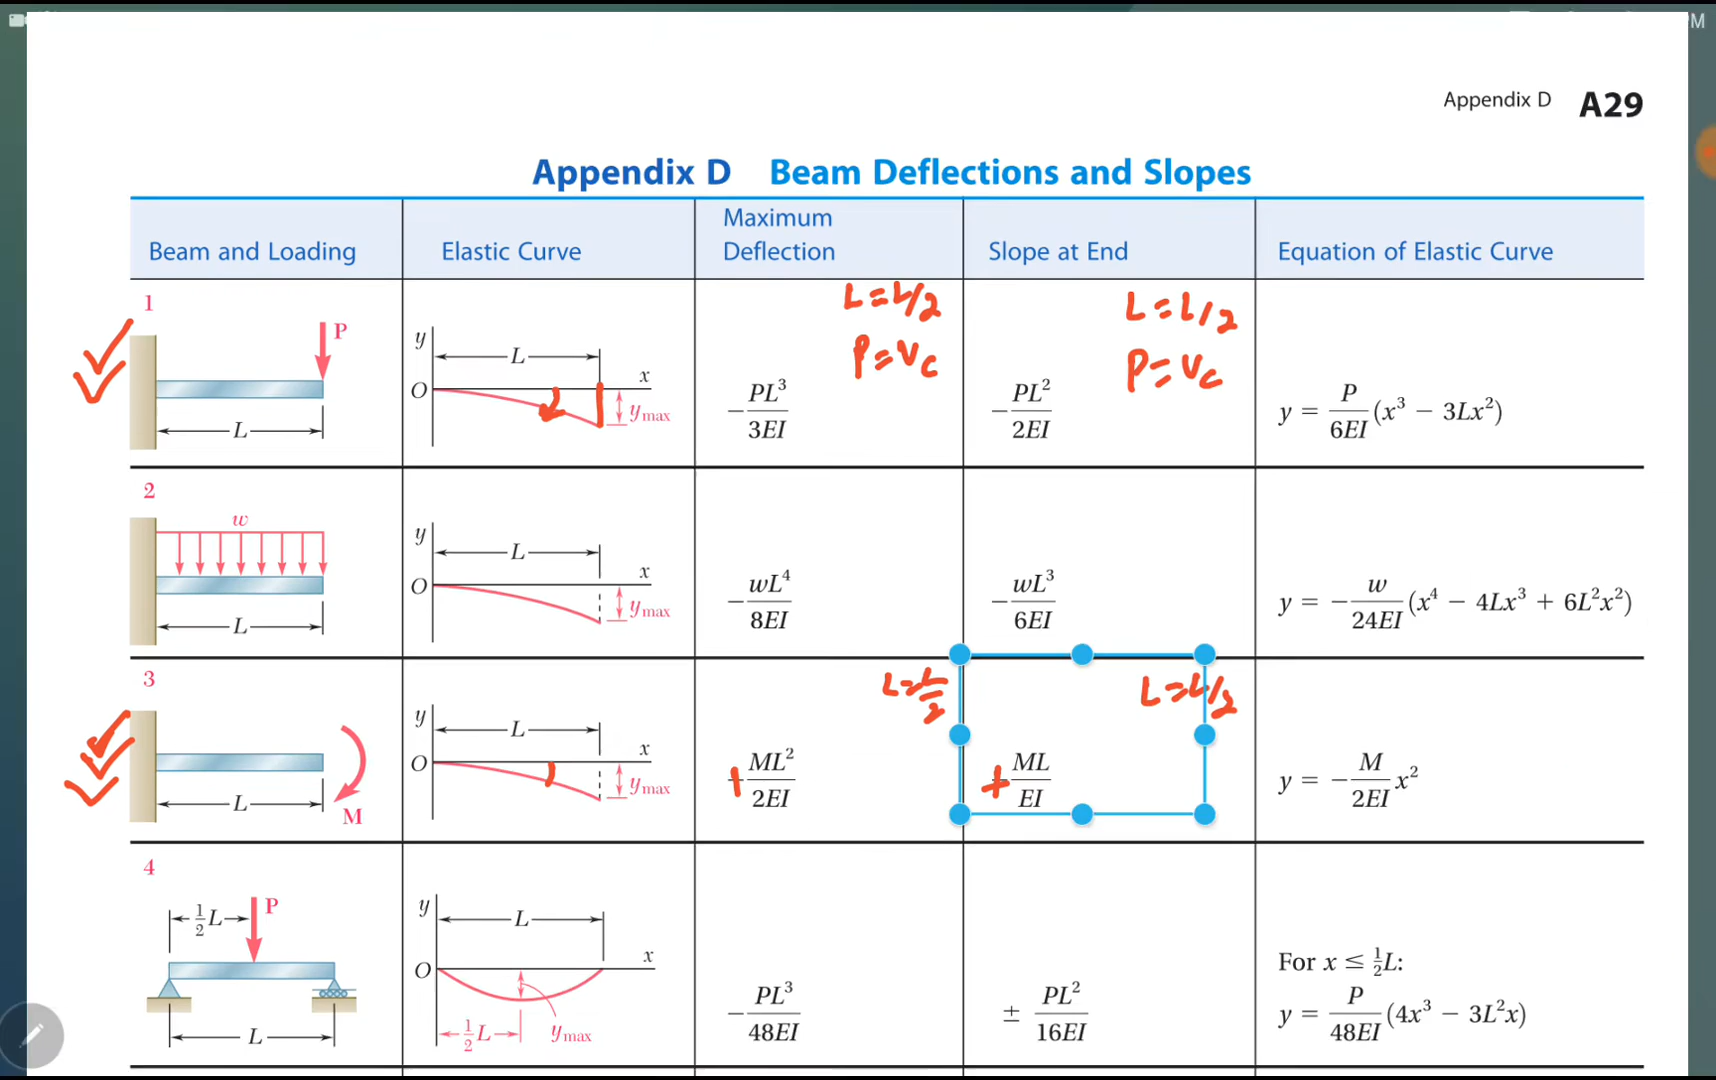 Appendix D A29
Appendix D Beam Deflections and Slopes
Beam and Loading
Elastic Curve
Maximum Deflection
Slope at End
Equation of Elastic Curve
1
P
L
y
L
x
O
y_max
L = L/2
P = Vc
-PL³/3EI
L = L/2
P = Vc
-PL²/2EI
y = P/6EI (x³ − 3Lx²)
2
w
L
y
L
x
O
y_max
-wL⁴/8EI
-wL³/6EI
y = −w/24EI (x⁴ − 4Lx³ + 6L²x²)
3
L
M
y
L
x
O
y_max
L = L/2
+ML²/2EI
L = L/2
+ML/EI
y = −M/2EI x²
4
½L
P
L
y
L
x
O
½L
y_max
-PL³/48EI
± PL²/16EI
For x ≤ ½L:
y = P/48EI (4x³ − 3L²x)